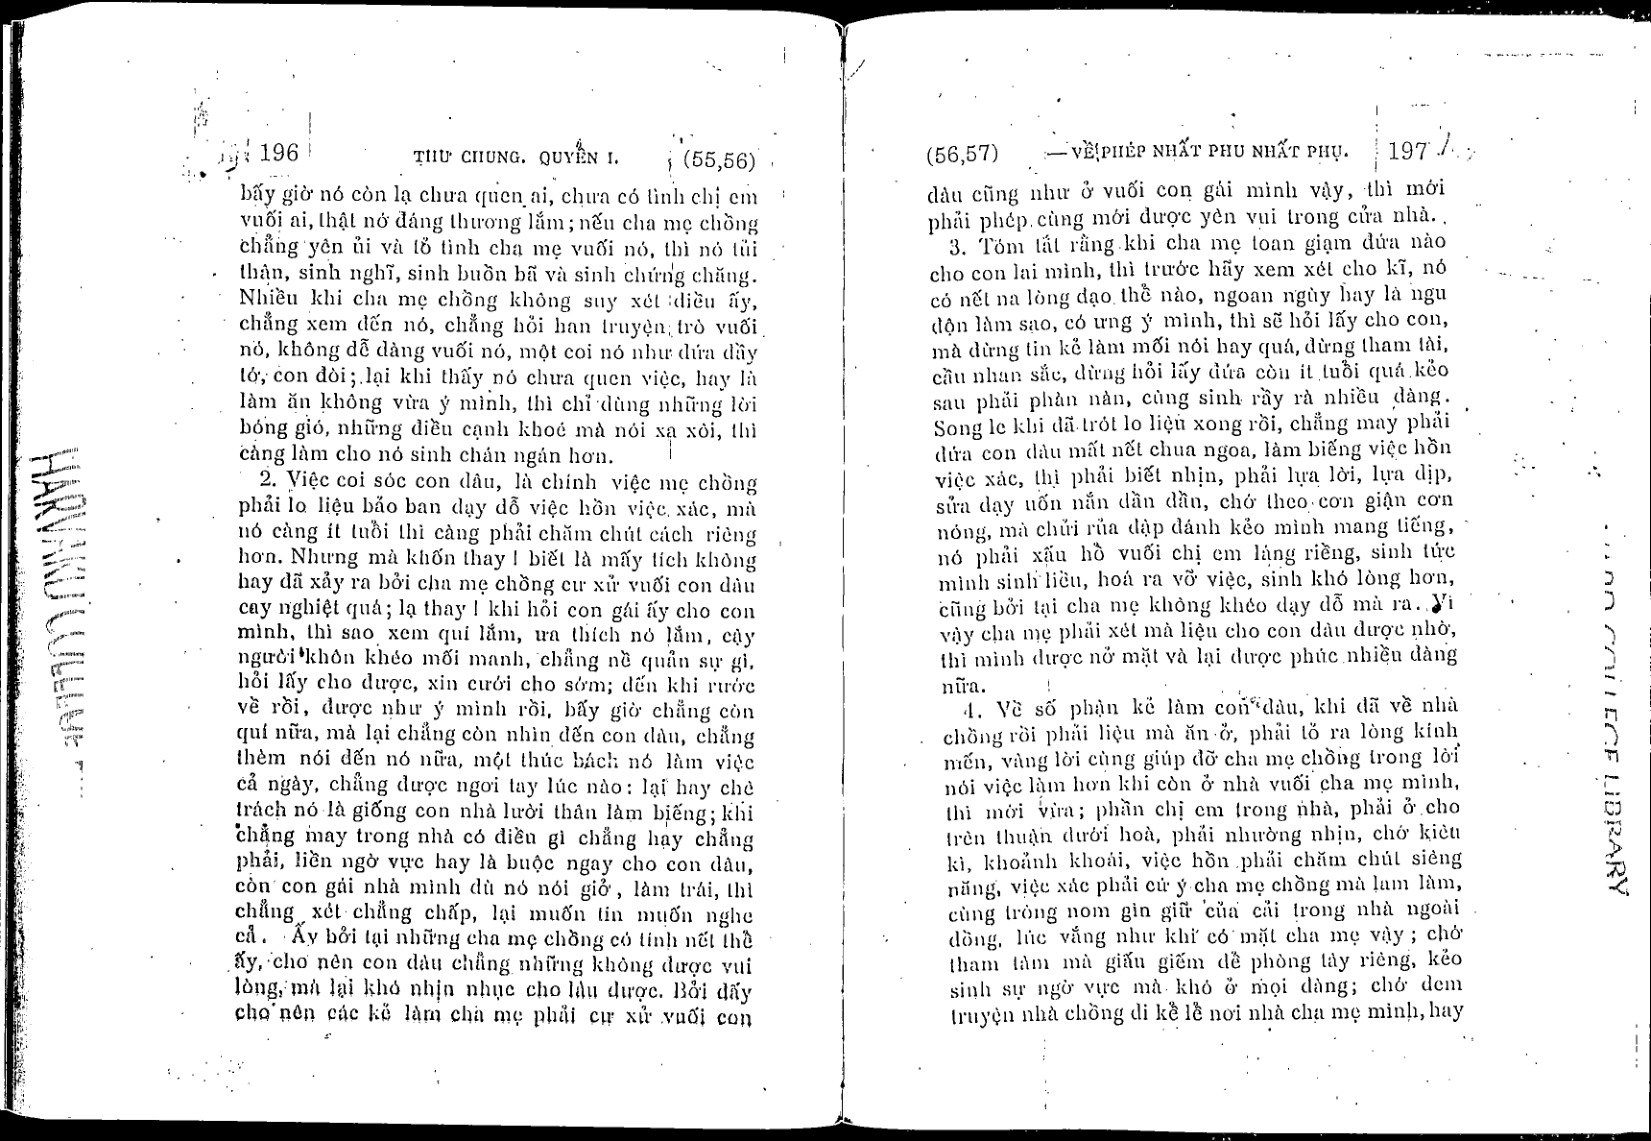 196 THƯ CHUNG. QUYỂN I. (55,56)
bấy giờ nó còn lạ chưa quen ai, chưa có tình chị em
vuối ai, thật nó đáng thương lắm; nếu cha mẹ chồng
chẳng yên ủi và tỏ tình cha mẹ vuối nó, thì nó tủi
thân, sinh nghĩ, sinh buồn bã và sinh chứng chăng.
Nhiều khi cha mẹ chồng không suy xét điều ấy,
chẳng xem đến nó, chẳng hỏi han truyện trò vuối
nó, không dễ dàng vuối nó, một coi nó như đứa đầy
tớ, con đòi; lại khi thấy nó chưa quen việc, hay là
làm ăn không vừa ý mình, thì chỉ dùng những lời
bóng gió, những điều cạnh khoé mà nói xa xôi, thì
càng làm cho nó sinh chán ngán hơn.
2. Việc coi sóc con dâu, là chính việc mẹ chồng
phải lo liệu bảo ban dạy dỗ việc hồn việc xác, mà
nó càng ít tuổi thì càng phải chăm chút cách riêng
hơn. Nhưng mà khốn thay ! biết là mấy tích không
hay đã xảy ra bởi cha mẹ chồng cư xử vuối con dâu
cay nghiệt quá; lạ thay ! khi hỏi con gái ấy cho con
mình, thì sao xem quí lắm, ưa thích nó lắm, cậy
người khôn khéo mối manh, chẳng nề quản sự gì,
hỏi lấy cho được, xin cưới cho sớm; đến khi rước
về rồi, được như ý mình rồi, bấy giờ chẳng còn
quí nữa, mà lại chẳng còn nhìn đến con dâu, chẳng
thèm nói đến nó nữa, một thúc bách nó làm việc
cả ngày, chẳng được ngơi tay lúc nào: lại hay chê
trách nó là giống con nhà lười thân làm biếng; khi
chẳng may trong nhà có điều gì chẳng hay chẳng
phải, liền ngờ vực hay là buộc ngay cho con dâu,
còn con gái nhà mình dù nó nói giở, làm trái, thì
chẳng xét chẳng chấp, lại muốn tin muốn nghe
cả. Ấy bởi tại những cha mẹ chồng có tính nết thể
ấy, cho nên con dâu chẳng những không được vui
lòng, mà lại khó nhịn nhục cho lâu được. Bởi đấy
cho nên các kẻ làm cha mẹ phải cư xử vuối con
(56,57) — VỀ PHÉP NHẤT PHU NHẤT PHỤ. 197
dâu cũng như ở vuối con gái mình vậy, thì mới
phải phép cùng mới được yên vui trong cửa nhà.
3. Tóm tắt rằng khi cha mẹ toan giạm đứa nào
cho con lai mình, thì trước hãy xem xét cho kĩ, nó
có nết na lòng đạo thể nào, ngoan ngùy hay là ngu
độn làm sao, có ưng ý mình, thì sẽ hỏi lấy cho con,
mà đừng tin kẻ làm mối nói hay quá, đừng tham tài,
cầu nhan sắc, đừng hỏi lấy đứa còn ít tuổi quá kẻo
sau phải phàn nàn, cùng sinh rầy rà nhiều đàng.
Song le khi đã trót lo liệu xong rồi, chẳng may phải
đứa con dâu mất nết chua ngoa, làm biếng việc hồn
việc xác, thì phải biết nhịn, phải lựa lời, lựa dịp,
sửa dạy uốn nắn dần dần, chớ theo cơn giận cơn
nóng, mà chửi rủa đập đánh kẻo mình mang tiếng,
nó phải xấu hổ vuối chị em láng riềng, sinh tức
mình sinh liều, hoá ra vỡ việc, sinh khó lòng hơn,
cũng bởi tại cha mẹ không khéo dạy dỗ mà ra. Vì
vậy cha mẹ phải xét mà liệu cho con dâu được nhờ,
thì mình được nở mặt và lại được phúc nhiều đàng
nữa.
4. Về số phận kẻ làm con dâu, khi đã về nhà
chồng rồi phải liệu mà ăn ở, phải tỏ ra lòng kính
mến, vâng lời cùng giúp đỡ cha mẹ chồng trong lời
nói việc làm hơn khi còn ở nhà vuối cha mẹ mình,
thì mới vừa; phần chị em trong nhà, phải ở cho
trên thuận dưới hoà, phải nhường nhịn, chớ kiêu
kì, khoảnh khoái, việc hồn phải chăm chút siêng
năng, việc xác phải cứ ý cha mẹ chồng mà lam làm,
cùng trông nom gìn giữ của cải trong nhà ngoài
đồng, lúc vắng như khi có mặt cha mẹ vậy; chớ
tham tàm mà giấu giếm để phòng tây riêng, kẻo
sinh sự ngờ vực mà khó ở mọi đàng; chớ đem
truyện nhà chồng đi kể lể nơi nhà cha mẹ mình, hay
COLLEGE LIBRARY